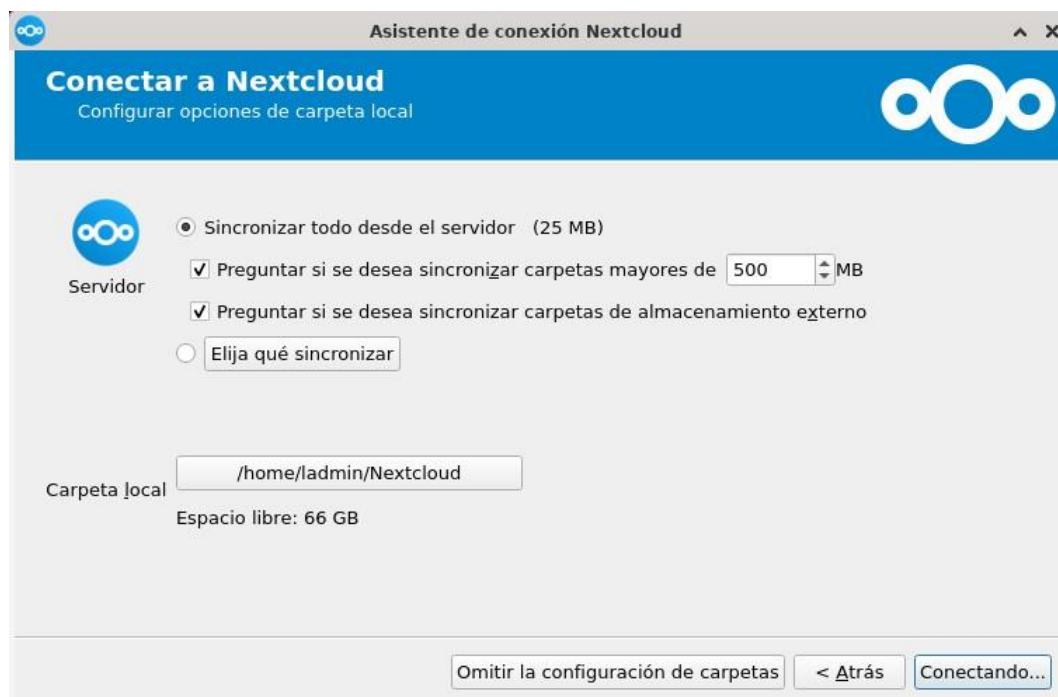 Asistente de conexión Nextcloud
Conectar a Nextcloud
Configurar opciones de carpeta local
Servidor
Sincronizar todo desde el servidor (25 MB)
Preguntar si se desea sincronizar carpetas mayores de 500 MB
Preguntar si se desea sincronizar carpetas de almacenamiento externo
Elija qué sincronizar
Carpeta local
/home/ladmin/Nextcloud
Espacio libre: 66 GB
Omitir la configuración de carpetas
< Atrás
Conectando...